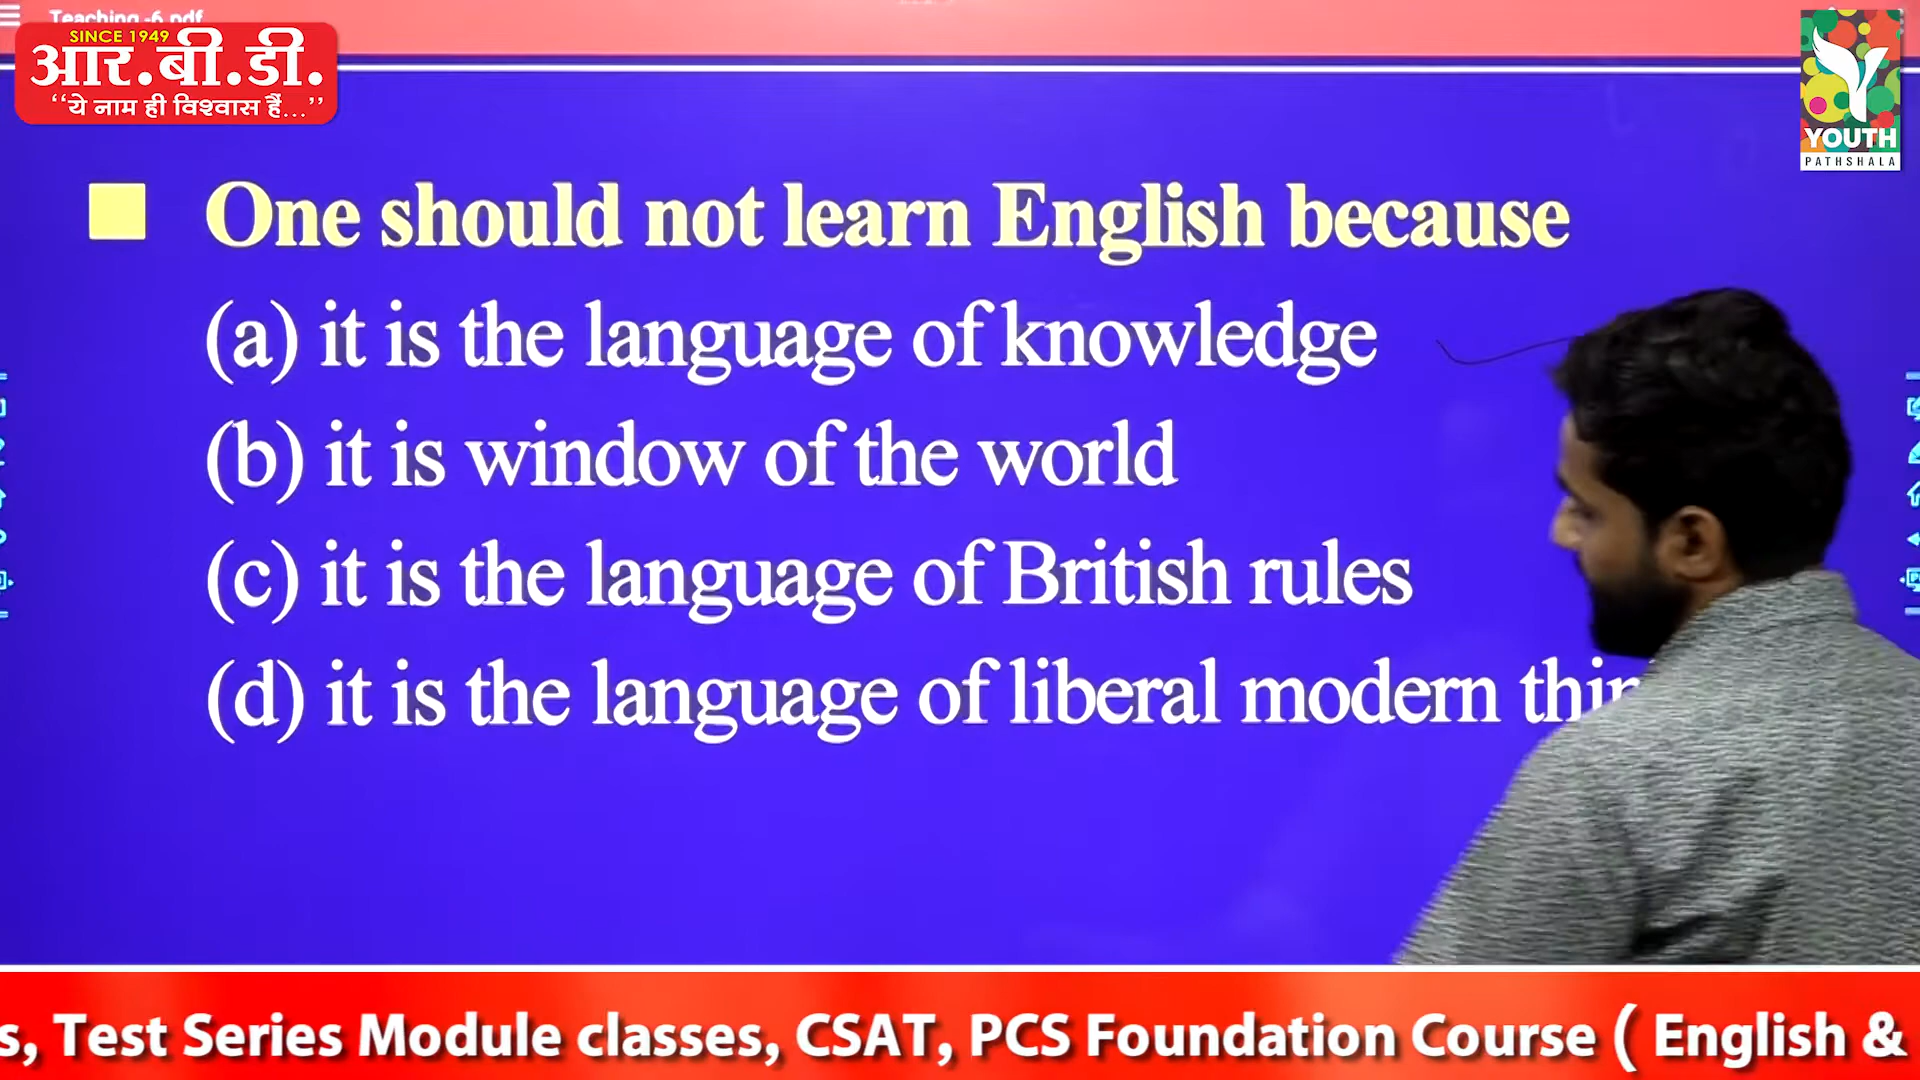 Teaching -6.pdf
SINCE 1949
आर.बी.डी.
“ये नाम ही विश्वास हैं...”
YOUTH
PATHSHALA
One should not learn English because
(a) it is the language of knowledge
(b) it is window of the world
(c) it is the language of British rules
(d) it is the language of liberal modern
s, Test Series Module classes, CSAT, PCS Foundation Course ( English &